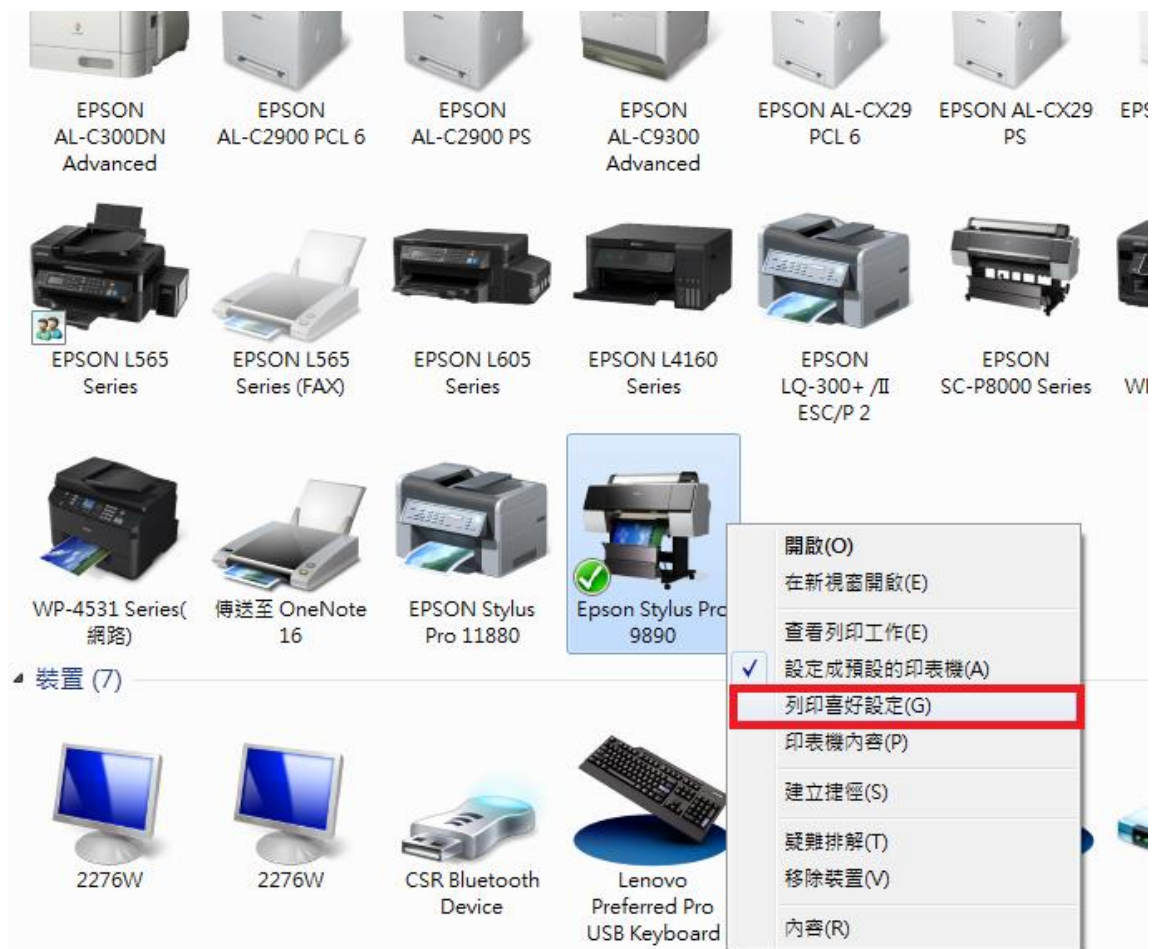 EPSON
AL-C300DN
Advanced
EPSON
AL-C2900 PCL 6
EPSON
AL-C2900 PS
EPSON
AL-C9300
Advanced
EPSON AL-CX29
PCL 6
EPSON AL-CX29
PS
EPS
EPSON L565
Series
EPSON L565
Series (FAX)
EPSON L605
Series
EPSON L4160
Series
EPSON
LQ-300+ /II
ESC/P 2
EPSON
SC-P8000 Series
WI
WP-4531 Series(
網路)
傳送至 OneNote
16
EPSON Stylus
Pro 11880
Epson Stylus Pro
9890
開啟(O)
在新視窗開啟(E)
查看列印工作(E)
設定成預設的印表機(A)
列印喜好設定(G)
印表機內容(P)
建立捷徑(S)
疑難排解(T)
移除裝置(V)
內容(R)
裝置 (7)
2276W
2276W
CSR Bluetooth
Device
Lenovo
Preferred Pro
USB Keyboard